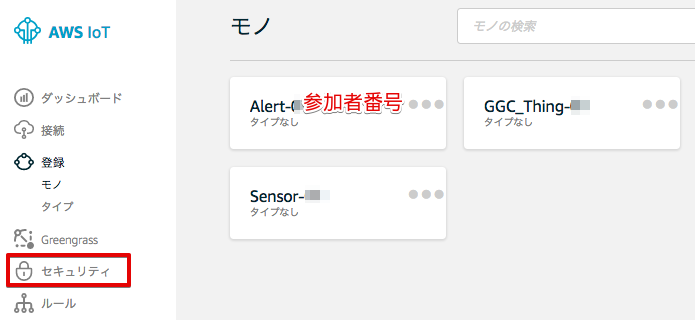 AWS IoT
ダッシュボード
接続
登録
モノ
タイプ
Greengrass
セキュリティ
ルール
モノ
モノの検索
Alert-
参加者番号
タイプなし
GGC_Thing-
タイプなし
Sensor-
タイプなし